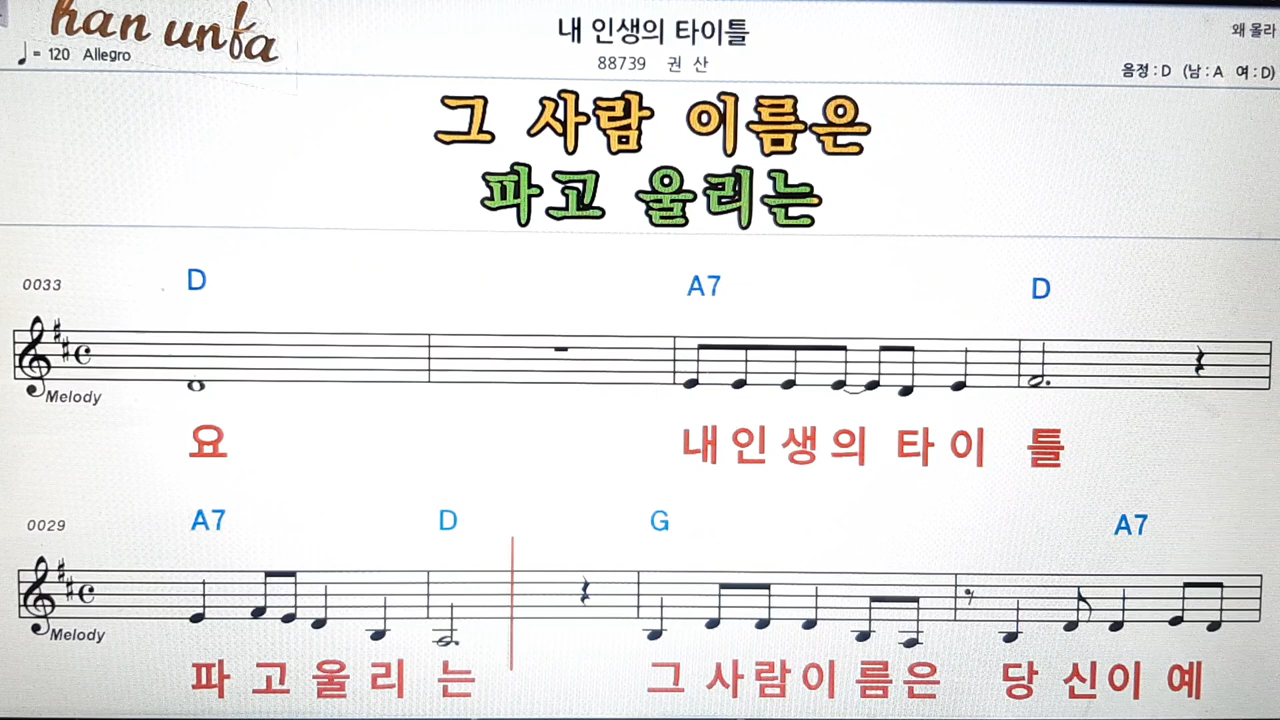 han unfa
내 인생의 타이틀
왜 몰라
♩ = 120 Allegro
88739 권 산
음정 : D (남 : A 여 : D)
그 사람 이름은
파고 울리는
0033
D A7 D
Melody
요 내 인 생 의 타 이 틀
0029
A7 D G A7
Melody
파 고 울 리 는 그 사 람 이 름 은 당 신 이 예